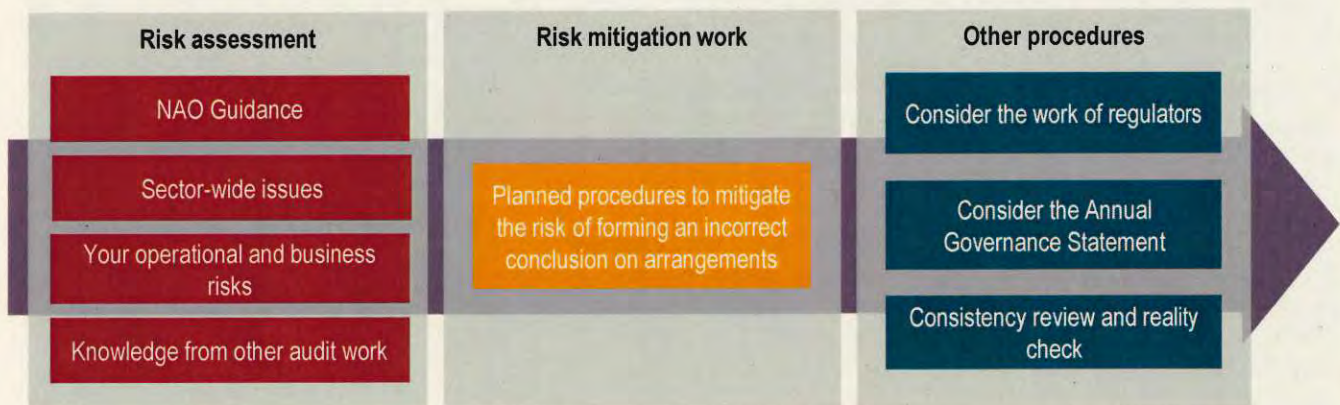 Risk assessment
NAO Guidance
Sector-wide issues
Your operational and business
risks
Knowledge from other audit work
Risk mitigation work
Planned procedures to mitigate
the risk of forming an incorrect
conclusion on arrangements
Other procedures
Consider the work of regulators
Consider the Annual
Governance Statement
Consistency review and reality
check